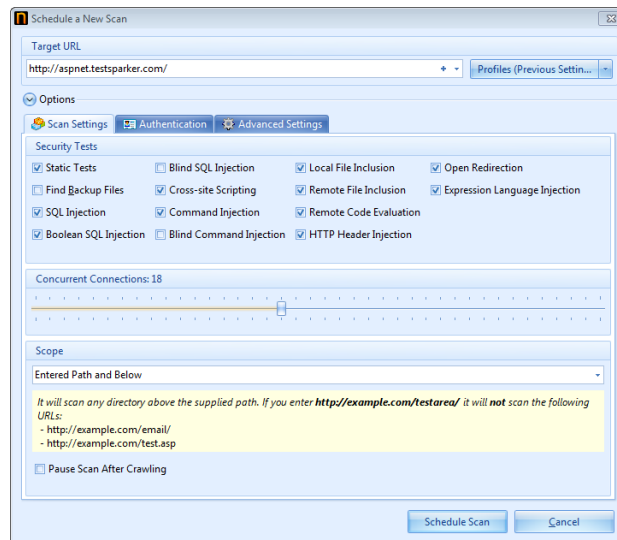 Schedule a New Scan
Target URL
http://aspnet.testsparker.com/
Profiles (Previous Settin...
Options
Scan Settings
Authentication
Advanced Settings
Security Tests
Static Tests
Blind SQL Injection
Local File Inclusion
Open Redirection
Find Backup Files
Cross-site Scripting
Remote File Inclusion
Expression Language Injection
SQL Injection
Command Injection
Remote Code Evaluation
Boolean SQL Injection
Blind Command Injection
HTTP Header Injection
Concurrent Connections: 18
Scope
Entered Path and Below
It will scan any directory above the supplied path. If you enter http://example.com/testarea/ it will not scan the following
URLs:
- http://example.com/email/
- http://example.com/test.asp
Pause Scan After Crawling
Schedule Scan
Cancel